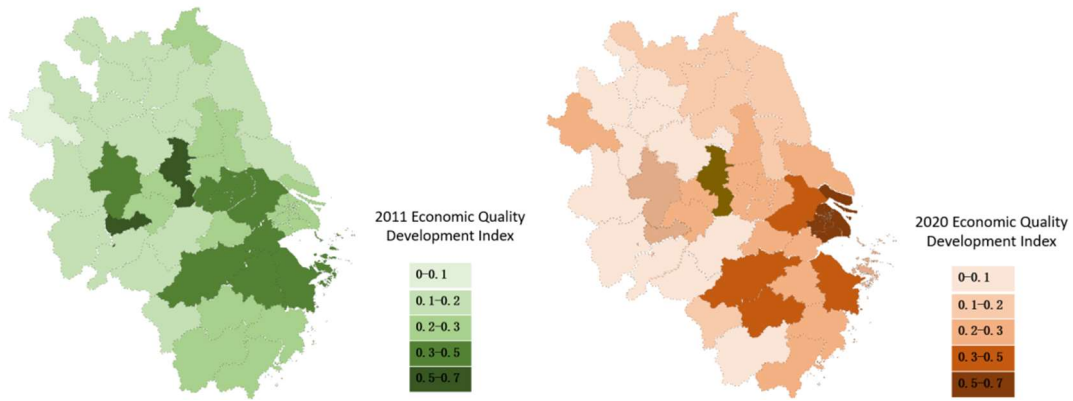 2011 Economic Quality
Development Index
0-0.1
0.1-0.2
0.2-0.3
0.3-0.5
0.5-0.7
2020 Economic Quality
Development Index
0-0.1
0.1-0.2
0.2-0.3
0.3-0.5
0.5-0.7